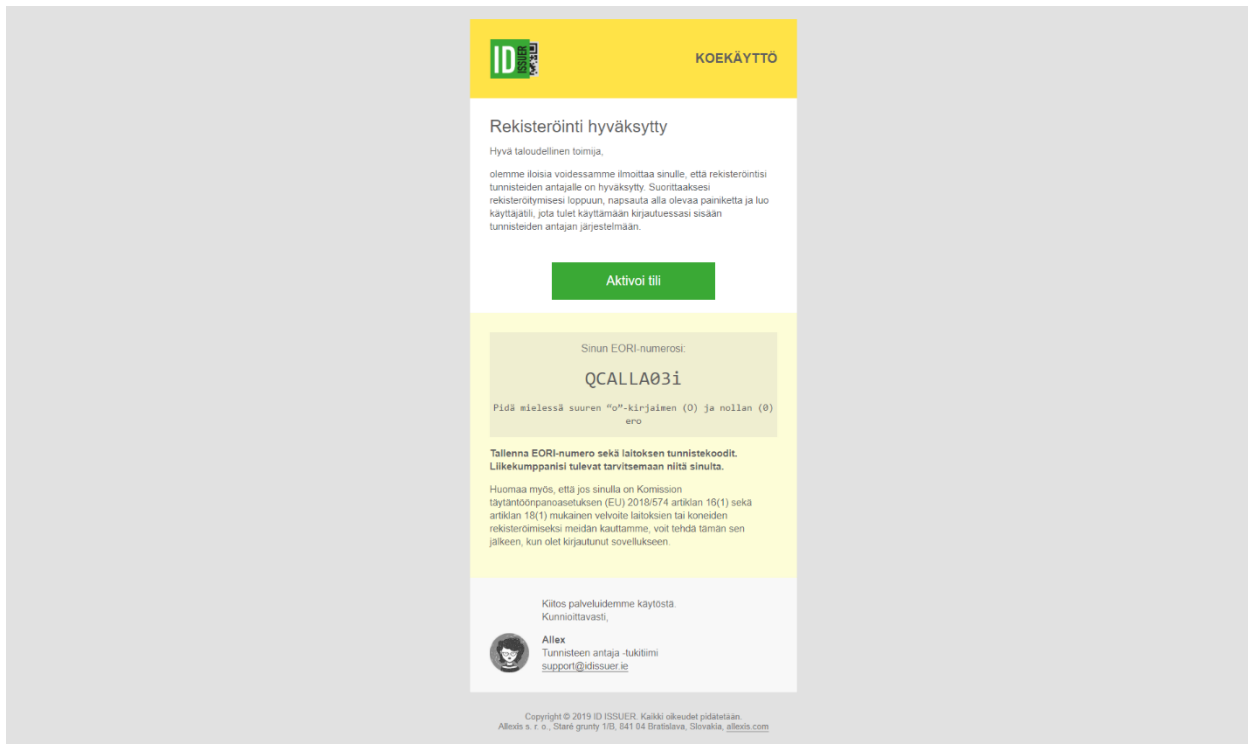 ID ISSUER
KOEKÄYTTÖ
Rekisteröinti hyväksytty
Hyvä taloudellinen toimija,
olemme iloisia voidessamme ilmoittaa sinulle, että rekisteröintisi
tunnisteiden antajalle on hyväksytty. Suorittaaksesi
rekisteröitymisesi loppuun, napsauta alla olevaa painiketta ja luo
käyttäjätili, jota tulet käyttämään kirjautuessasi sisään
tunnisteiden antajan järjestelmään.
Aktivoi tili
Sinun EORI-numerosi:
QCALLA03i
Pidä mielessä suuren “o”-kirjaimen (O) ja nollan (0)
ero
Tallenna EORI-numero sekä laitoksen tunnistekoodit.
Liikekumppanisi tulevat tarvitsemaan niitä sinulta.
Huomaa myös, että jos sinulla on Komission
täytäntöönpanoasetuksen (EU) 2018/574 artiklan 16(1) sekä
artiklan 18(1) mukainen velvoite laitoksien tai koneiden
rekisteröimiseksi meidän kauttamme, voit tehdä tämän sen
jälkeen, kun olet kirjautunut sovellukseen.
Kiitos palveluidemme käytöstä.
Kunnioittavasti,
Allex
Tunnisteen antaja -tukitiimi
support@idissuer.ie
Copyright © 2019 ID ISSUER. Kaikki oikeudet pidätetään.
Allexis s. r. o., Staré grunty 1/B, 841 04 Bratislava, Slovakia, allexis.com